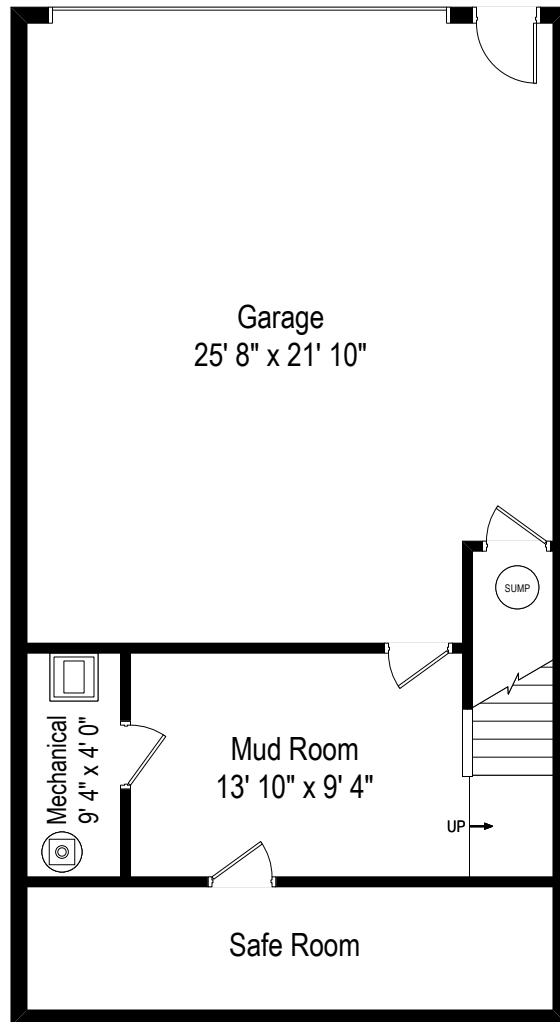 Garage
25' 8" x 21' 10"
SUMP
Mechanical
9' 4" x 4' 0"
Mud Room
13' 10" x 9' 4"
UP
Safe Room